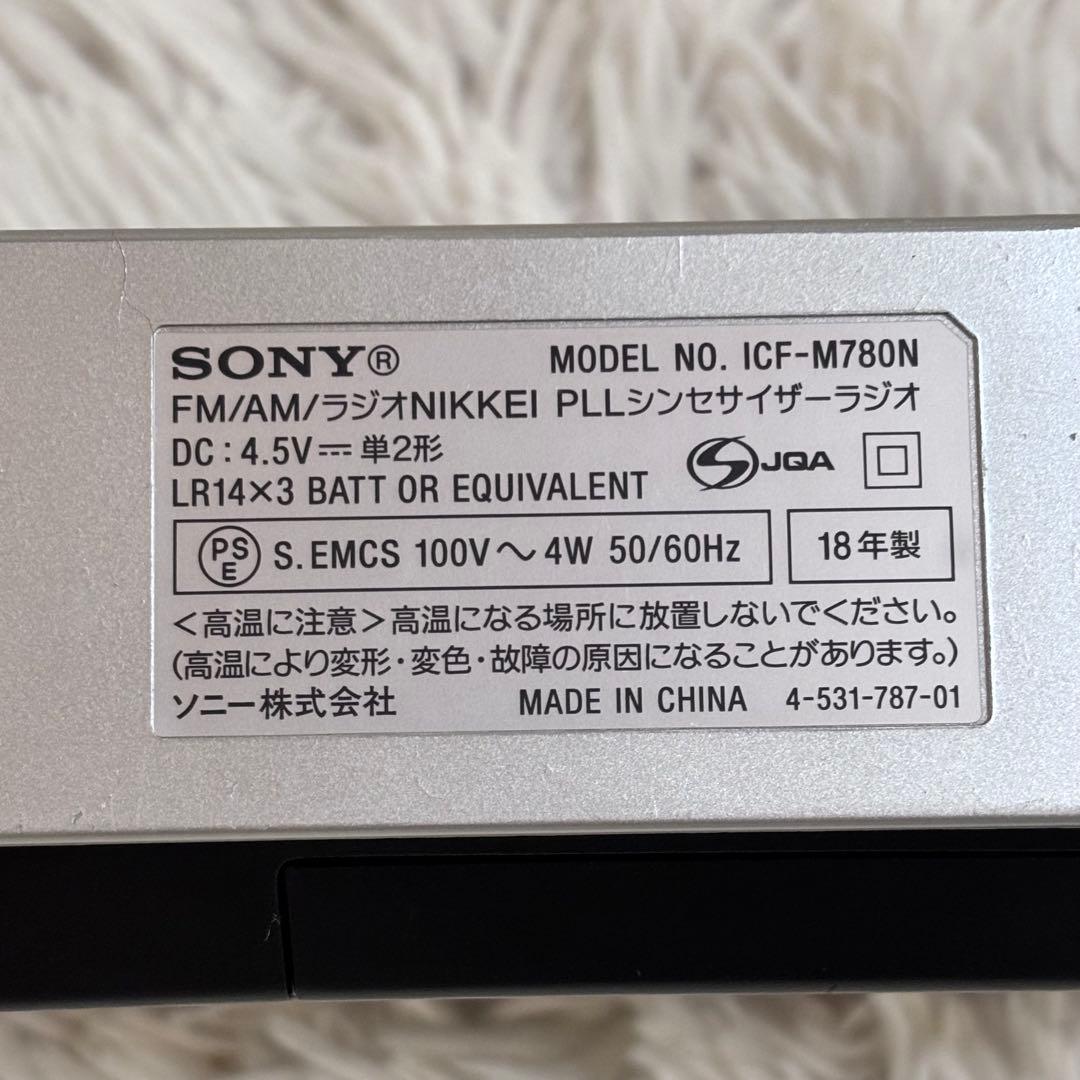 SONY® MODEL NO. ICF-M780N
FM/AM/ラジオNIKKEI PLLシンセサイザーラジオ
DC : 4.5V⎓ 単2形
LR14×3 BATT OR EQUIVALENT
JQA
PS E S.EMCS 100V～4W 50/60Hz
18年製
＜高温に注意＞高温になる場所に放置しないでください。
(高温により変形・変色・故障の原因になることがあります。)
ソニー株式会社 MADE IN CHINA 4-531-787-01